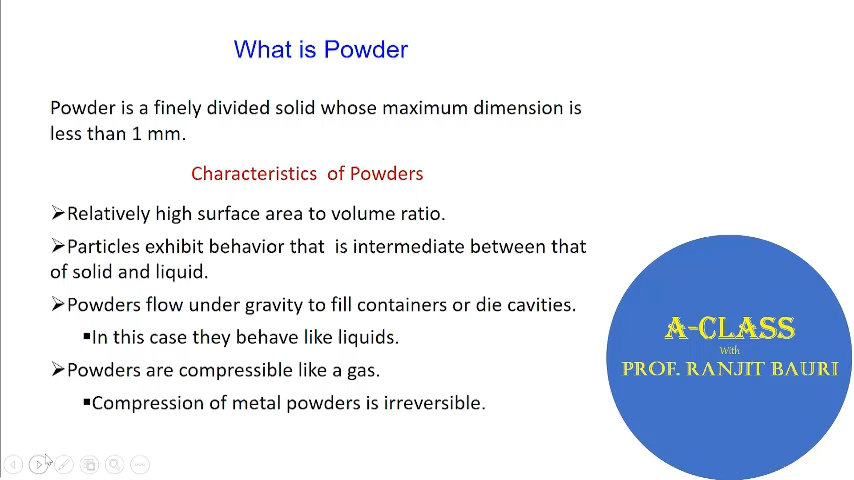 What is Powder
Powder is a finely divided solid whose maximum dimension is
less than 1 mm.
Characteristics of Powders
➢Relatively high surface area to volume ratio.
➢Particles exhibit behavior that is intermediate between that
of solid and liquid.
➢Powders flow under gravity to fill containers or die cavities.
▪In this case they behave like liquids.
➢Powders are compressible like a gas.
▪Compression of metal powders is irreversible.
A-CLASS
With
PROF. RANJIT BAURI